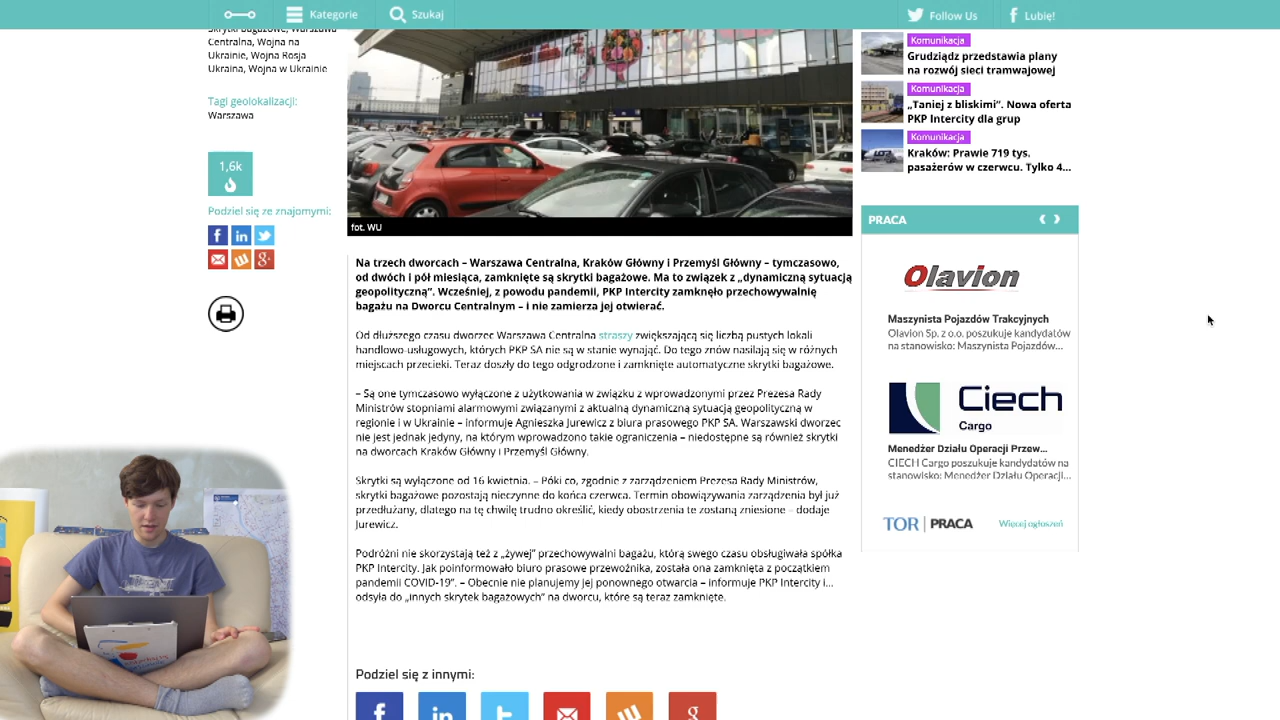 Kategorie
Szukaj
Follow Us
Lubię!
Skrytki bagażowe, Warszawa
Centralna, Wojna na
Ukrainie, Wojna Rosja
Ukraina, Wojna w Ukrainie
Tagi geolokalizacji:
Warszawa
1,6k
Podziel się ze znajomymi:
fot. WU
Na trzech dworcach – Warszawa Centralna, Kraków Główny i Przemyśl Główny – tymczasowo,
od dwóch i pół miesiąca, zamknięte są skrytki bagażowe. Ma to związek z „dynamiczną sytuacją
geopolityczną”. Wcześniej, z powodu pandemii, PKP Intercity zamknęło przechowywalnię
bagażu na Dworcu Centralnym – i nie zamierza jej otwierać.
Od dłuższego czasu dworzec Warszawa Centralna straszy zwiększającą się liczbą pustych lokali
handlowo-usługowych, których PKP SA nie są w stanie wynająć. Do tego znów nasilają się w różnych
miejscach przecieki. Teraz doszły do tego odgrodzone i zamknięte automatyczne skrytki bagażowe.
– Są one tymczasowo wyłączone z użytkowania w związku z wprowadzonymi przez Prezesa Rady
Ministrów stopniami alarmowymi związanymi z aktualną dynamiczną sytuacją geopolityczną w
regionie i w Ukrainie – informuje Agnieszka Jurewicz z biura prasowego PKP SA. Warszawski dworzec
nie jest jednak jedyny, na którym wprowadzono takie ograniczenia – niedostępne są również skrytki
na dworcach Kraków Główny i Przemyśl Główny.
Skrytki są wyłączone od 16 kwietnia. – Póki co, zgodnie z zarządzeniem Prezesa Rady Ministrów,
skrytki bagażowe pozostają nieczynne do końca czerwca. Termin obowiązywania zarządzenia był już
przedłużany, dlatego na tę chwilę trudno określić, kiedy obostrzenia te zostaną zniesione – dodaje
Jurewicz.
Podróżni nie skorzystają też z „żywej” przechowywalni bagażu, którą swego czasu obsługiwała spółka
PKP Intercity. Jak poinformowało biuro prasowe przewoźnika, została ona zamknięta z początkiem
pandemii COVID-19”. – Obecnie nie planujemy jej ponownego otwarcia – informuje PKP Intercity i...
odsyła do „innych skrytek bagażowych” na dworcu, które są teraz zamknięte.
Podziel się z innymi:
Komunikacja
Grudziądz przedstawia plany
na rozwój sieci tramwajowej
Komunikacja
„Taniej z bliskimi”. Nowa oferta
PKP Intercity dla grup
Komunikacja
Kraków: Prawie 719 tys.
pasażerów w czerwcu. Tylko 4...
PRACA
Olavion
Maszynista Pojazdów Trakcyjnych
Olavion Sp. z o.o. poszukuje kandydatów
na stanowisko: Maszynista Pojazdów...
Ciech
Cargo
Menedżer Działu Operacji Przew...
CIECH Cargo poszukuje kandydatów na
stanowisko: Menedżer Działu Operacji...
TOR | PRACA
Więcej ogłoszeń